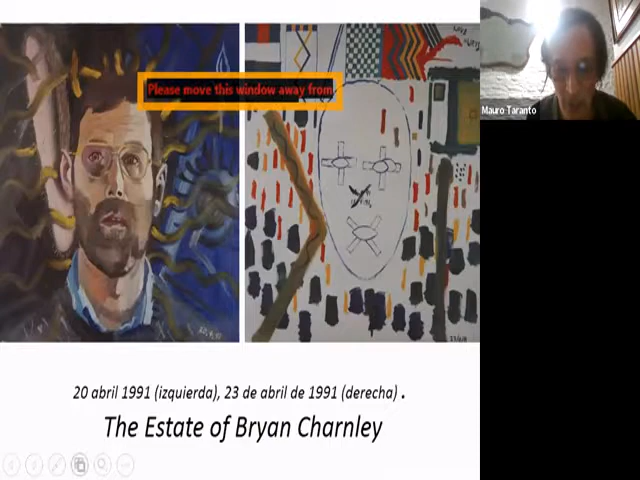 Please move this window away from
Mauro Taranto
20 abril 1991 (izquierda), 23 de abril de 1991 (derecha) .
The Estate of Bryan Charnley